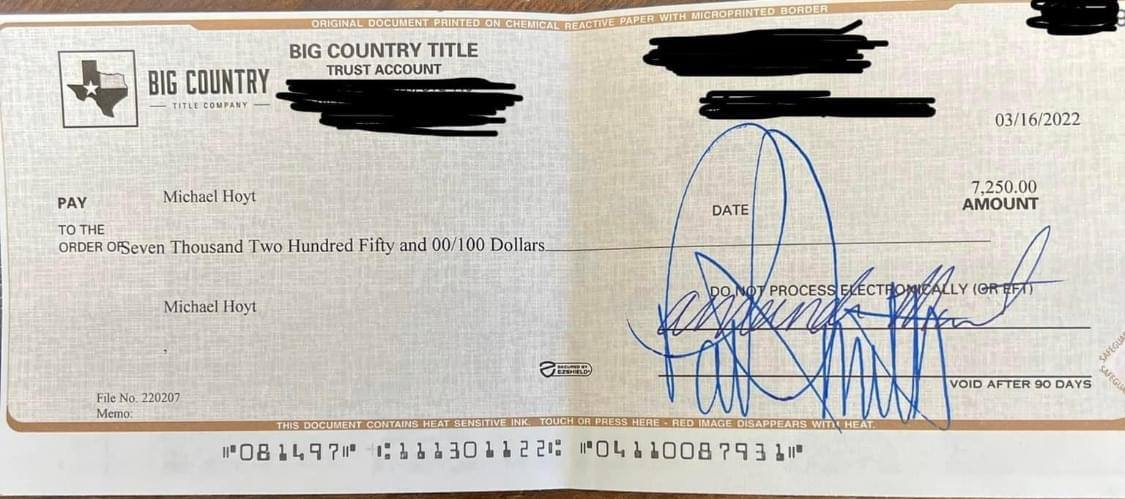 ORIGINAL DOCUMENT PRINTED ON CHEMICAL REACTIVE PAPER WITH MICROPRINTED BORDER
BIG COUNTRY TITLE
TRUST ACCOUNT
BIG COUNTRY
TITLE COMPANY
03/16/2022
PAY Michael Hoyt
7,250.00
DATE AMOUNT
TO THE
ORDER OF Seven Thousand Two Hundred Fifty and 00/100 Dollars
DO NOT PROCESS ELECTRONICALLY (OR EFT)
Michael Hoyt
SECURED BY
EZSHIELD
VOID AFTER 90 DAYS
File No. 220207
Memo:
THIS DOCUMENT CONTAINS HEAT SENSITIVE INK. TOUCH OR PRESS HERE - RED IMAGE DISAPPEARS WITH HEAT.
⑈081497⑈ ⑆111301122⑆ ⑈04110087931⑈